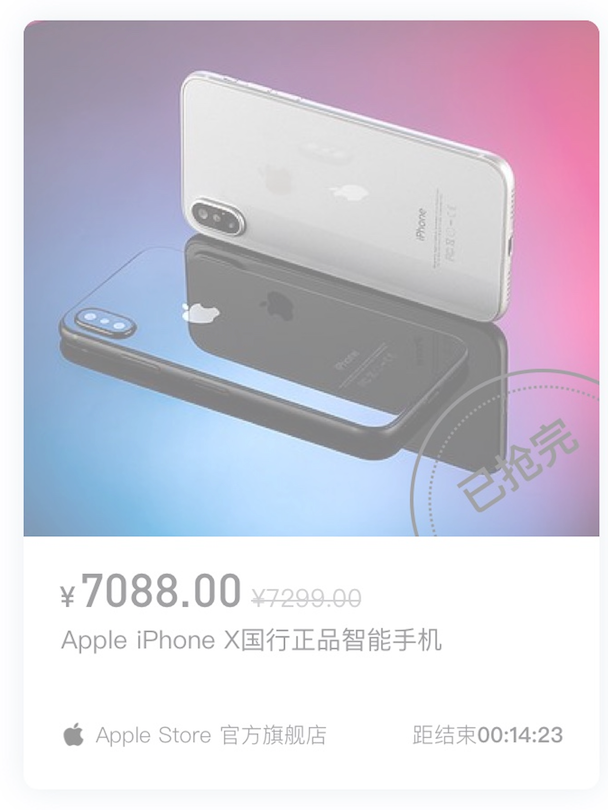 iPhone
已抢完
¥7088.00 ¥7299.00
Apple iPhone X国行正品智能手机
Apple Store 官方旗舰店
距结束00:14:23